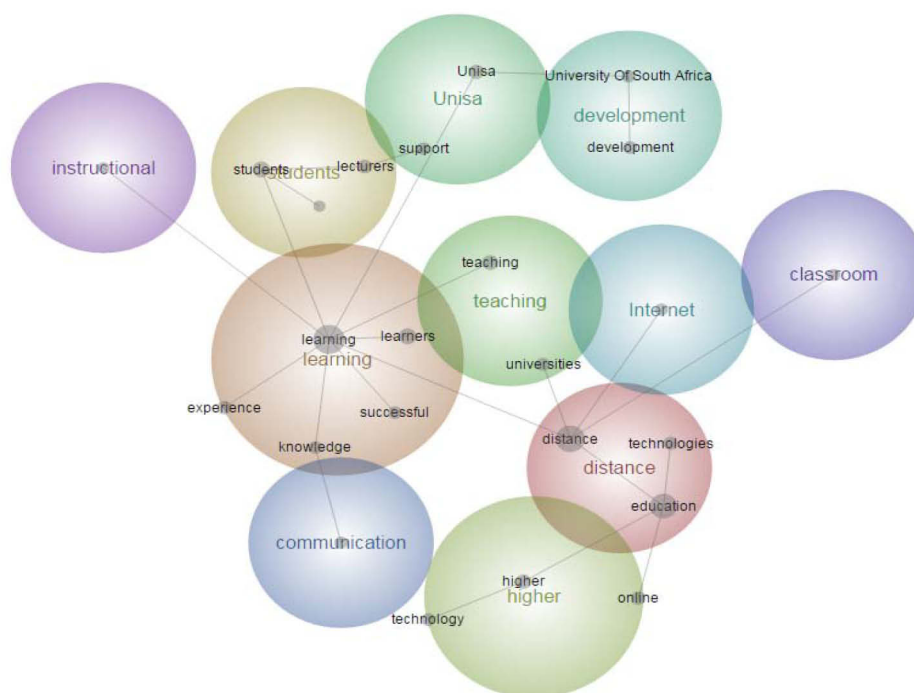 Unisa
University Of South Africa
Unisa
development
support
development
instructional
students
lecturers
students
teaching
classroom
teaching
Internet
learning
learners
learning
universities
experience
successful
knowledge
distance
technologies
distance
education
communication
higher
higher
online
technology